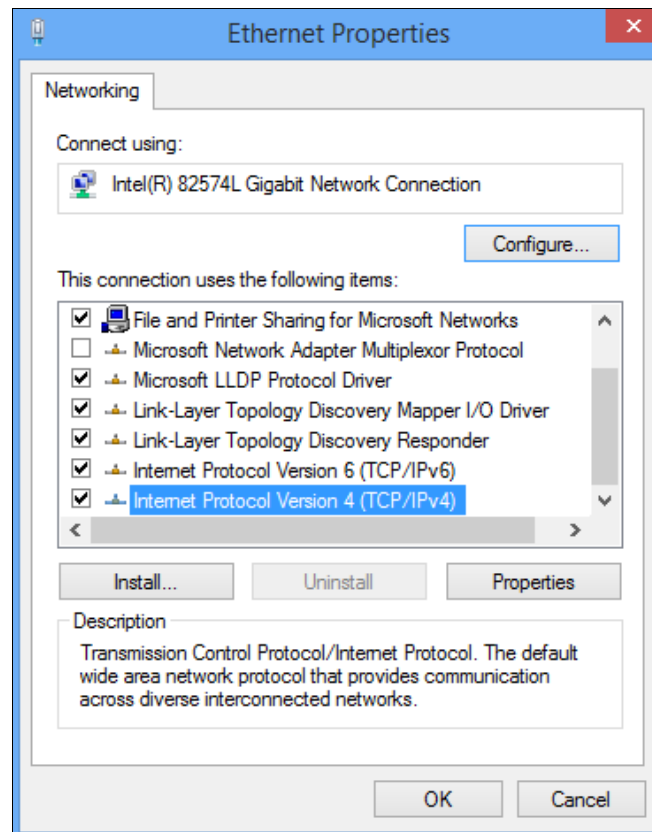 Ethernet Properties
Networking
Connect using:
Intel(R) 82574L Gigabit Network Connection
Configure...
This connection uses the following items:
File and Printer Sharing for Microsoft Networks
Microsoft Network Adapter Multiplexor Protocol
Microsoft LLDP Protocol Driver
Link-Layer Topology Discovery Mapper I/O Driver
Link-Layer Topology Discovery Responder
Internet Protocol Version 6 (TCP/IPv6)
Internet Protocol Version 4 (TCP/IPv4)
Install... Uninstall Properties
Description
Transmission Control Protocol/Internet Protocol. The default
wide area network protocol that provides communication
across diverse interconnected networks.
OK Cancel